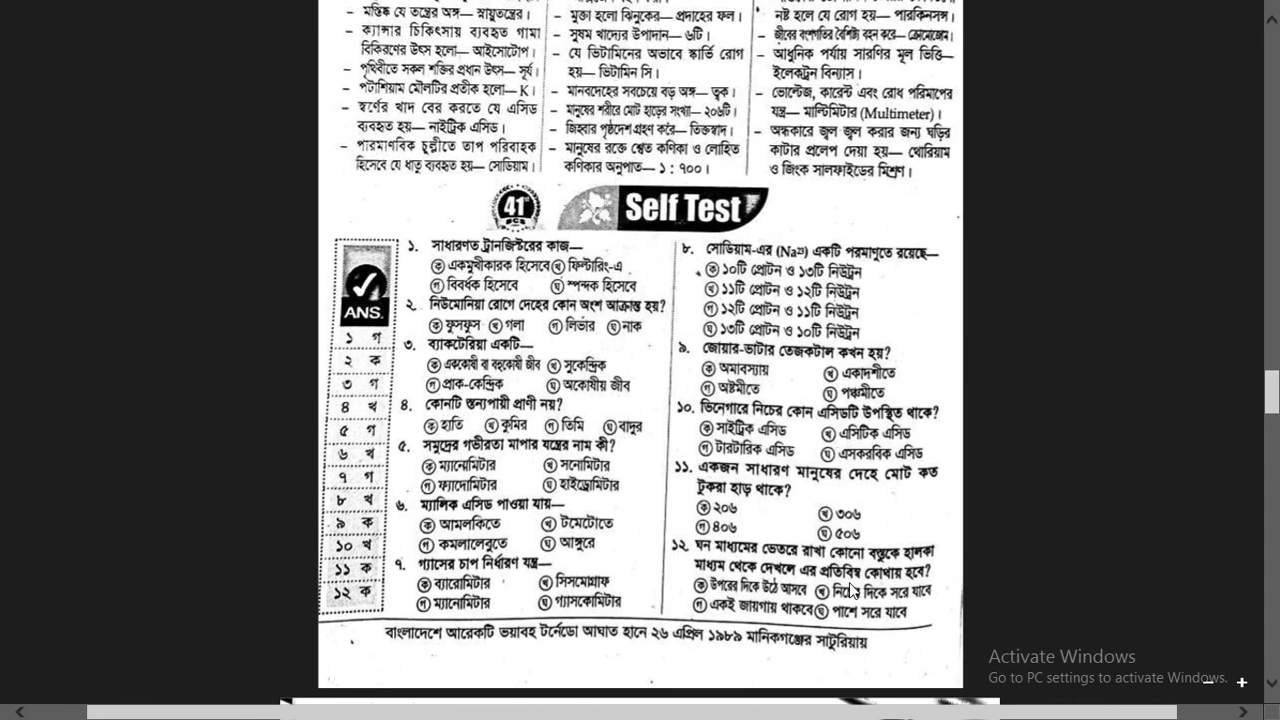 – মস্তিষ্ক যে তন্ত্রের অঙ্গ— স্নায়ুতন্ত্রের।
– ক্যান্সার চিকিৎসায় ব্যবহৃত গামা
বিকিরণের উৎস হলো— আইসোটোপ।
– পৃথিবীতে সকল শক্তির প্রধান উৎস— সূর্য।
– পটাশিয়াম মৌলটির প্রতীক হলো— K।
– স্বর্ণের খাদ বের করতে যে এসিড
ব্যবহৃত হয়— নাইট্রিক এসিড।
– পারমাণবিক চুল্লীতে তাপ পরিবাহক
হিসেবে যে ধাতু ব্যবহৃত হয়— সোডিয়াম।
– মুক্তা হলো ঝিনুকের— প্রদাহের ফল।
– সুষম খাদ্যের উপাদান— ৬টি।
– যে ভিটামিনের অভাবে স্কার্ভি রোগ
হয়— ভিটামিন সি।
– মানবদেহের সবচেয়ে বড় অঙ্গ— ত্বক।
– মানুষের শরীরে মোট হাড়ের সংখ্যা— ২০৬টি।
– জিহ্বার পৃষ্ঠদেশ গ্রহণ করে— তিক্তস্বাদ।
– মানুষের রক্তে শ্বেত কণিকা ও লোহিত
কণিকার অনুপাত— ১ : ৭০০।
নষ্ট হলে যে রোগ হয়— পারকিনসন্স।
– জীবের বংশগতির বৈশিষ্ট্য বহন করে— ক্রোমোজোম।
– আধুনিক পর্যায় সারণির মূল ভিত্তি—
ইলেকট্রন বিন্যাস।
– ভোল্টেজ, কারেন্ট এবং রোধ পরিমাপের
যন্ত্র— মাল্টিমিটার (Multimeter)।
– অন্ধকারে জ্বল জ্বল করার জন্য ঘড়ির
কাটার প্রলেপ দেয়া হয়— থোরিয়াম
ও জিংক সালফাইডের মিশ্রণ।
41st BCS
Self Test
ANS.
১ গ
২ ক
৩ গ
৪ খ
৫ গ
৬ খ
৭ গ
৮ খ
৯ ক
১০ খ
১১ ক
১২ ক
১. সাধারণত ট্রানজিস্টরের কাজ—
ক একমুখীকারক হিসেবে খ ফিল্টারিং-এ
গ বিবর্ধক হিসেবে ঘ স্পন্দক হিসেবে
২. নিউমোনিয়া রোগে দেহের কোন অংশ আক্রান্ত হয়?
ক ফুসফুস খ গলা গ লিভার ঘ নাক
৩. ব্যাকটেরিয়া একটি—
ক এককোষী বা বহুকোষী জীব খ সুকেন্দ্রিক
গ প্রাক-কেন্দ্রিক ঘ অকোষীয় জীব
৪. কোনটি স্তন্যপায়ী প্রাণী নয়?
ক হাতি খ কুমির গ তিমি ঘ বাদুর
৫. সমুদ্রের গভীরতা মাপার যন্ত্রের নাম কী?
ক ম্যানোমিটার খ সনোমিটার
গ ফ্যাদোমিটার ঘ হাইড্রোমিটার
৬. ম্যালিক এসিড পাওয়া যায়—
ক আমলকিতে খ টমেটোতে
গ কমলালেবুতে ঘ আঙ্গুরে
৭. গ্যাসের চাপ নির্ধারণ যন্ত্র—
ক ব্যারোমিটার খ সিসমোগ্রাফ
গ ম্যানোমিটার ঘ গ্যাসকোমিটার
৮. সোডিয়াম-এর (Na²³) একটি পরমাণুতে রয়েছে—
ক ১০টি প্রোটন ও ১৩টি নিউট্রন
খ ১১টি প্রোটন ও ১২টি নিউট্রন
গ ১২টি প্রোটন ও ১১টি নিউট্রন
ঘ ১৩টি প্রোটন ও ১০টি নিউট্রন
৯. জোয়ার-ভাটার তেজকটাল কখন হয়?
ক অমাবস্যায় খ একাদশীতে
গ অষ্টমীতে ঘ পঞ্চমীতে
১০. ভিনেগারে নিচের কোন এসিডটি উপস্থিত থাকে?
ক সাইট্রিক এসিড খ এসিটিক এসিড
গ টারটারিক এসিড ঘ এসকরবিক এসিড
১১. একজন সাধারণ মানুষের দেহে মোট কত
টুকরা হাড় থাকে?
ক ২০৬ খ ৩০৬
গ ৪০৬ ঘ ৫০৬
১২. ঘন মাধ্যমের ভেতরে রাখা কোনো বস্তুকে হালকা
মাধ্যম থেকে দেখলে এর প্রতিবিম্ব কোথায় হবে?
ক উপরের দিকে উঠে আসবে খ দিকে সরে যাবে
গ একই জায়গায় থাকবে ঘ পাশে সরে যাবে
বাংলাদেশে আরেকটি ভয়াবহ টর্নেডো আঘাত হানে ২৬ এপ্রিল ১৯৮৯ মানিকগঞ্জের সাটুরিয়ায়
Activate Windows
Go to PC settings to activate Windows.